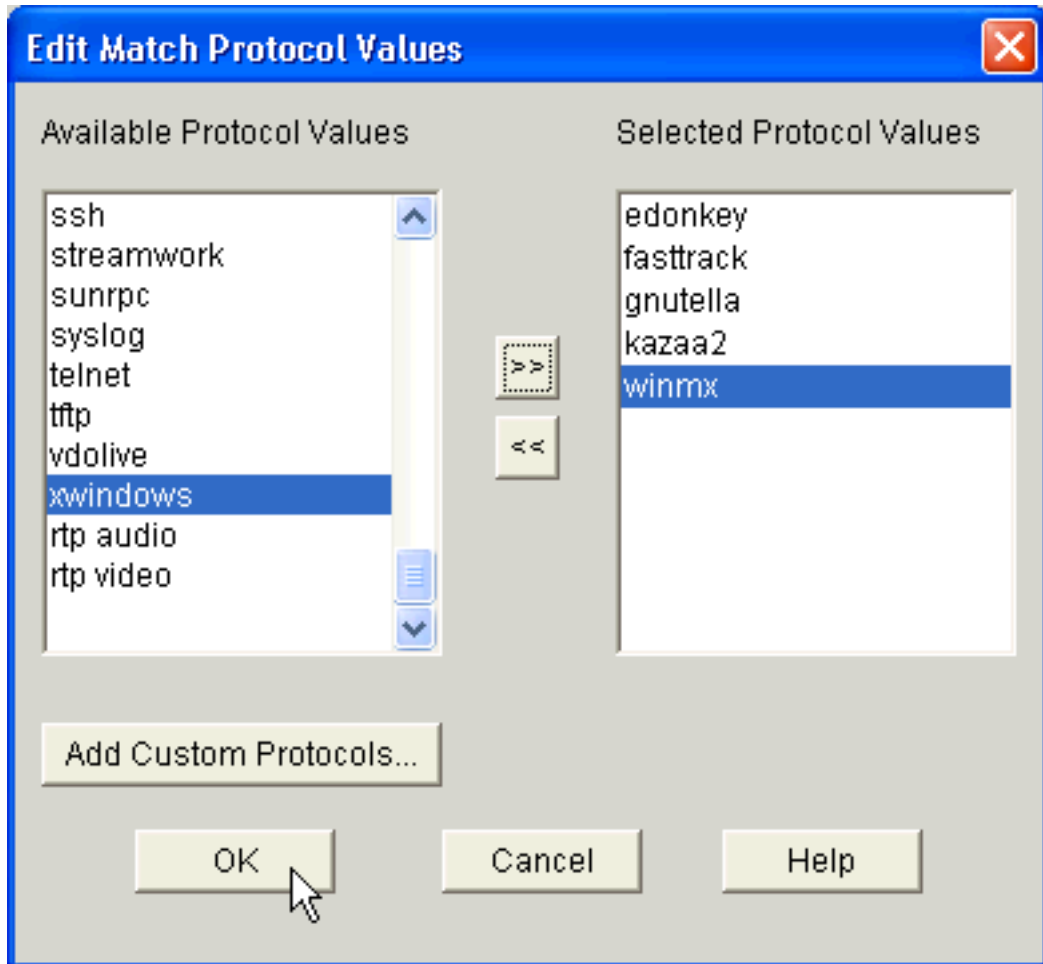 Edit Match Protocol Values
Available Protocol Values
ssh
streamwork
sunrpc
syslog
telnet
tftp
vdolive
xwindows
rtp audio
rtp video
>>
<<
Selected Protocol Values
edonkey
fasttrack
gnutella
kazaa2
winmx
Add Custom Protocols...
OK
Cancel
Help